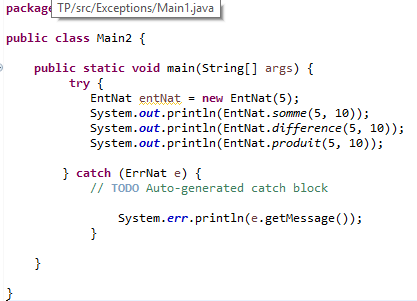 packag TP/src/Exceptions/Main1.java
public class Main2 {
public static void main(String[] args) {
try {
EntNat entNat = new EntNat(5);
System.out.println(EntNat.somme(5, 10));
System.out.println(EntNat.difference(5, 10));
System.out.println(EntNat.produit(5, 10));
} catch (ErrNat e) {
// TODO Auto-generated catch block
System.err.println(e.getMessage());
}
}
}